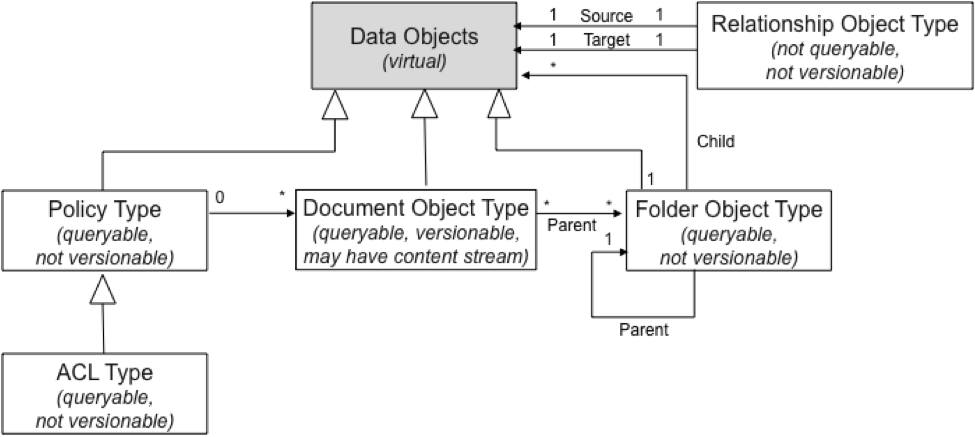 Data Objects
(virtual)
1 Source 1
1 Target 1
*
Relationship Object Type
(not queryable,
not versionable)
Child
Policy Type
(queryable,
not versionable)
0 *
Document Object Type
(queryable, versionable,
may have content stream)
* *
Parent
1
1
Folder Object Type
(queryable,
not versionable)
Parent
ACL Type
(queryable,
not versionable)